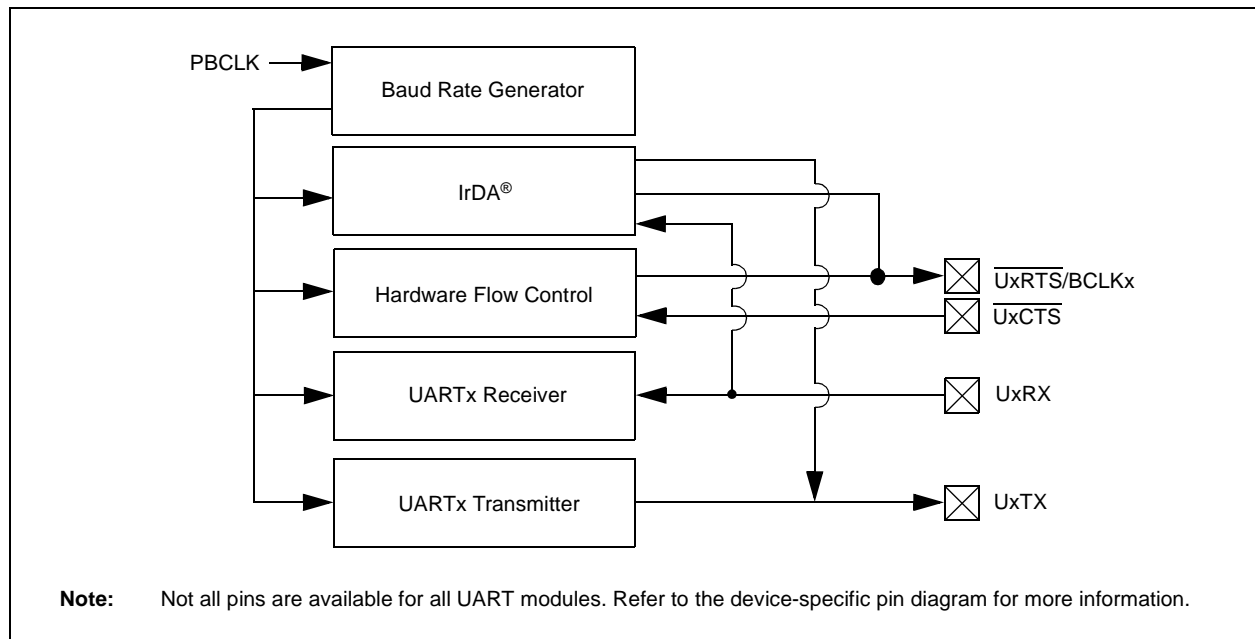 PBCLK
Baud Rate Generator
IrDA®
Hardware Flow Control
UxRTS/BCLKx
UxCTS
UARTx Receiver
UxRX
UARTx Transmitter
UxTX
Note: Not all pins are available for all UART modules. Refer to the device-specific pin diagram for more information.